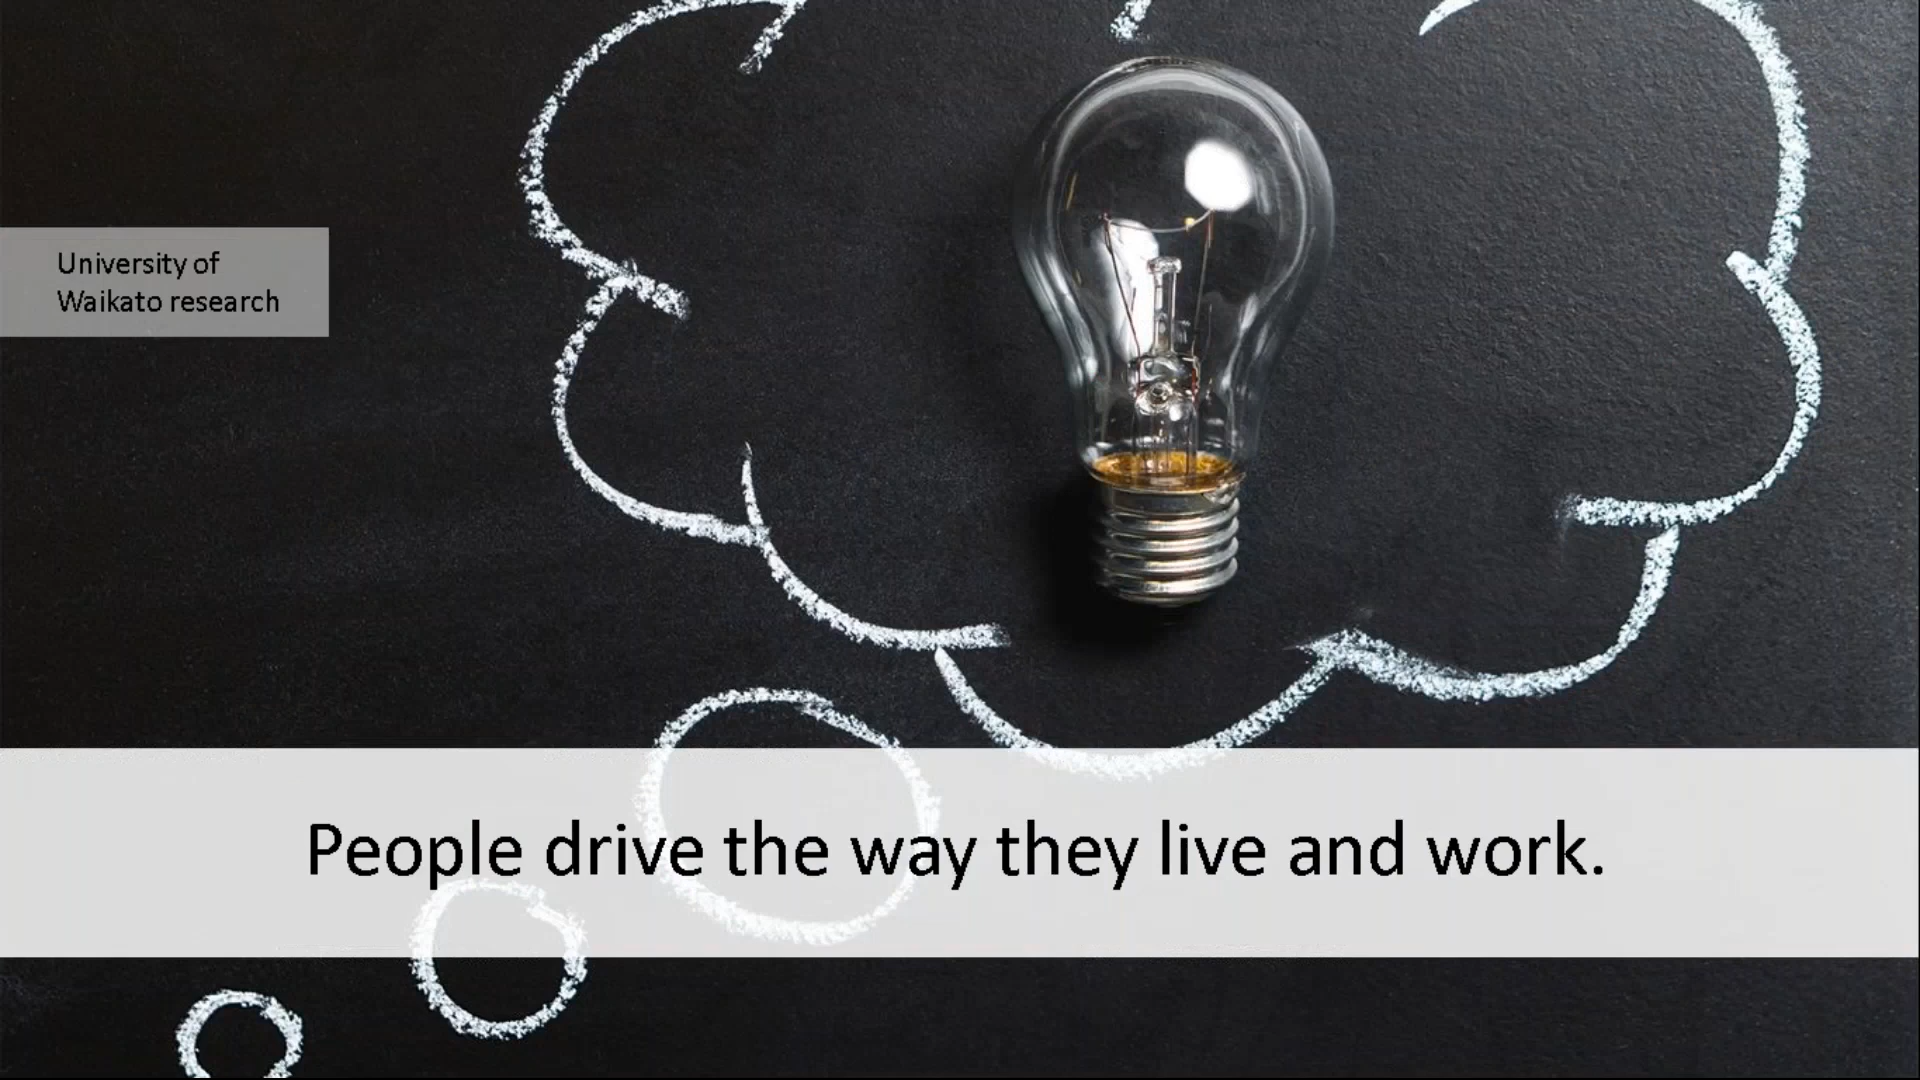 University of
Waikato research
People drive the way they live and work.